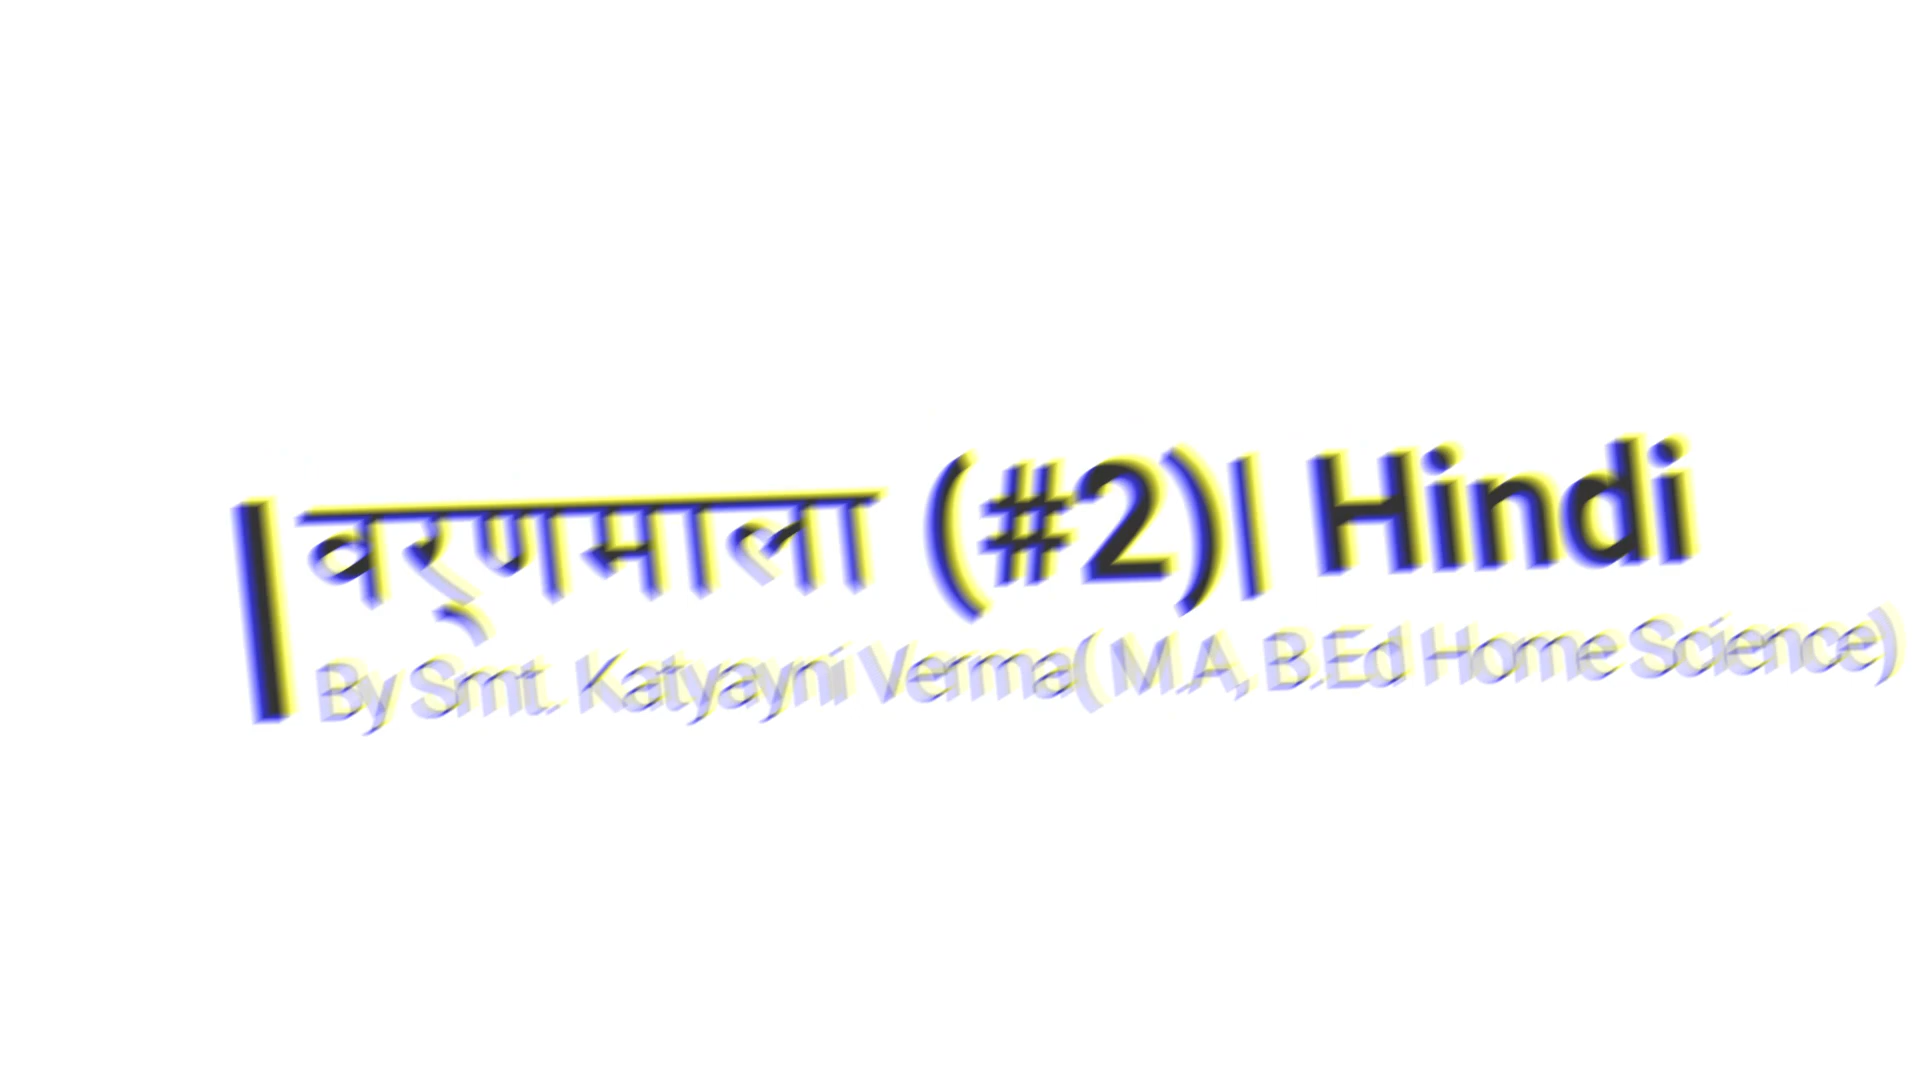 वर्‌णमाला (#2)| Hindi
By Smt. Katyayni Verma( M.A, B.Ed Home Science)